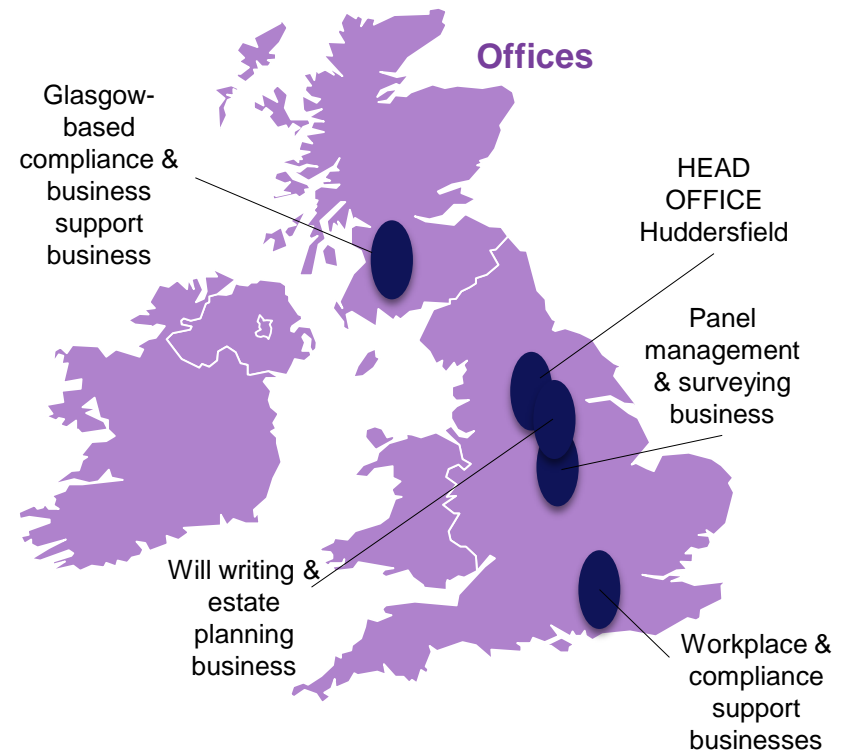 Offices
Glasgow-
based
compliance &
business
support
business
HEAD
OFFICE
Huddersfield
Panel
management
& surveying
business
Will writing &
estate
planning
business
Workplace &
compliance
support
businesses